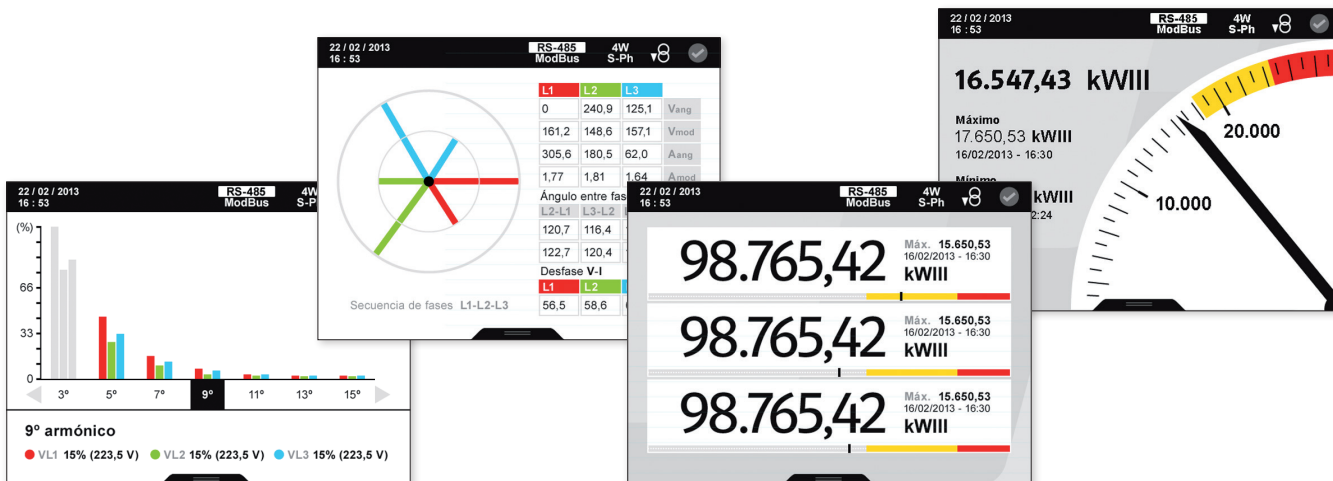 22 / 02 / 2013
16 : 53
RS-485
ModBus
4W
S-P
(%)
66
33
0
3º 5º 7º 9º 11º 13º 15º
9º armónico
VL1 15% (223,5 V) VL2 15% (223,5 V) VL3 15% (223,5 V)
22 / 02 / 2013
16 : 53
RS-485
ModBus
4W
S-Ph
L1 L2 L3
0 240,9 125,1 Vang
161,2 148,6 157,1 Vmod
305,6 180,5 62,0 Aang
1,77 1,81 1,64 Amod
Ángulo entre fas
L2-L1 L3-L2
120,7 116,4
122,7 120,4
Desfase V-I
L1 L2
56,5 58,6
Secuencia de fases L1-L2-L3
22 / 02 / 2013
16 : 53
RS-485
ModBus
4W
S-Ph
98.765,42
Máx. 15.650,53
16/02/2013 - 16:30
kWIII
98.765,42
Máx. 15.650,53
16/02/2013 - 16:30
kWIII
98.765,42
Máx. 15.650,53
16/02/2013 - 16:30
kWIII
22 / 02 / 2013
16 : 53
RS-485
ModBus
4W
S-Ph
16.547,43 kWIII
Máximo
17.650,53 kWIII
16/02/2013 - 16:30
Mínimo
kWIII
2:24
20.000
10.000